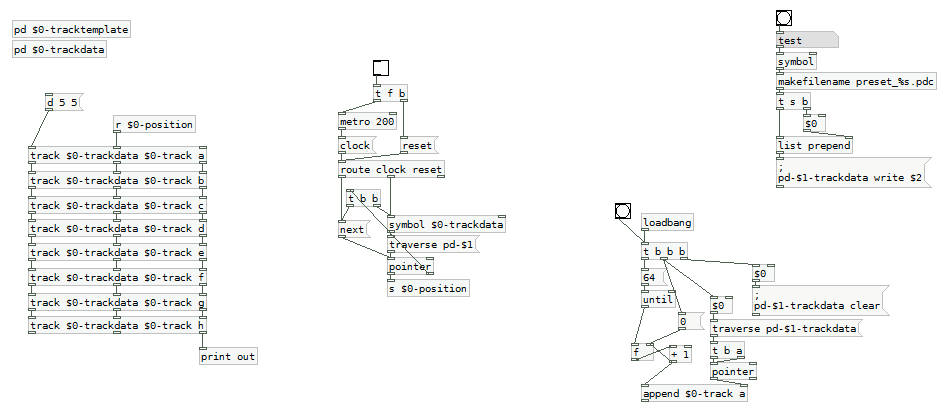 pd $0-tracktemplate
pd $0-trackdata
d 5 5
r $0-position
track $0-trackdata $0-track a
track $0-trackdata $0-track b
track $0-trackdata $0-track c
track $0-trackdata $0-track d
track $0-trackdata $0-track e
track $0-trackdata $0-track f
track $0-trackdata $0-track g
track $0-trackdata $0-track h
print out
t f b
metro 200
clock
reset
route clock reset
t b b
next
symbol $0-trackdata
traverse pd-$1
pointer
s $0-position
loadbang
t b b b
64
until
0
f
+ 1
append $0-track a
$0
;
pd-$1-trackdata clear
$0
traverse pd-$1-trackdata
t b a
pointer
test
symbol
makefilename preset_%s.pdc
t s b
$0
list prepend
;
pd-$1-trackdata write $2